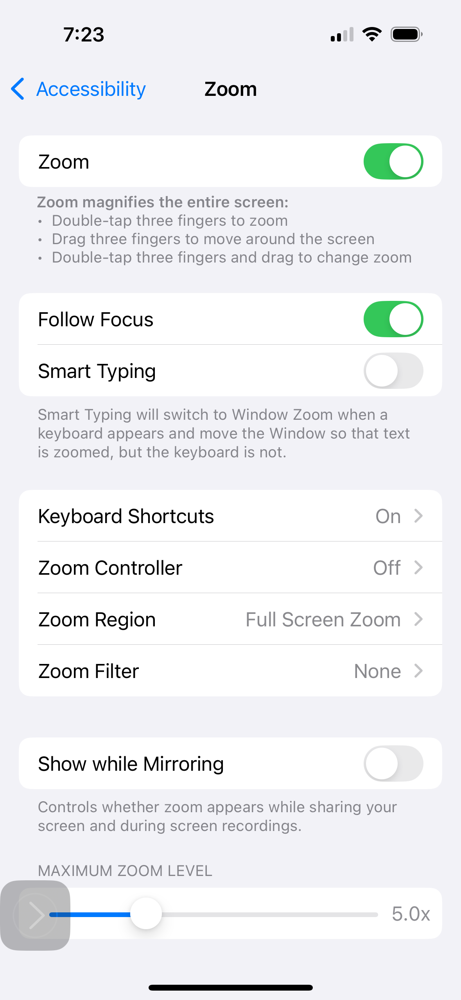 7:23
Accessibility
Zoom
Zoom
Zoom magnifies the entire screen:
• Double-tap three fingers to zoom
• Drag three fingers to move around the screen
• Double-tap three fingers and drag to change zoom
Follow Focus
Smart Typing
Smart Typing will switch to Window Zoom when a
keyboard appears and move the Window so that text
is zoomed, but the keyboard is not.
Keyboard Shortcuts On
Zoom Controller Off
Zoom Region Full Screen Zoom
Zoom Filter None
Show while Mirroring
Controls whether zoom appears while sharing your
screen and during screen recordings.
MAXIMUM ZOOM LEVEL
5.0x